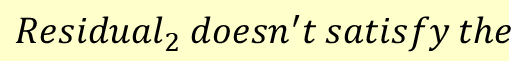 Residual₂ doesn't satisfy the